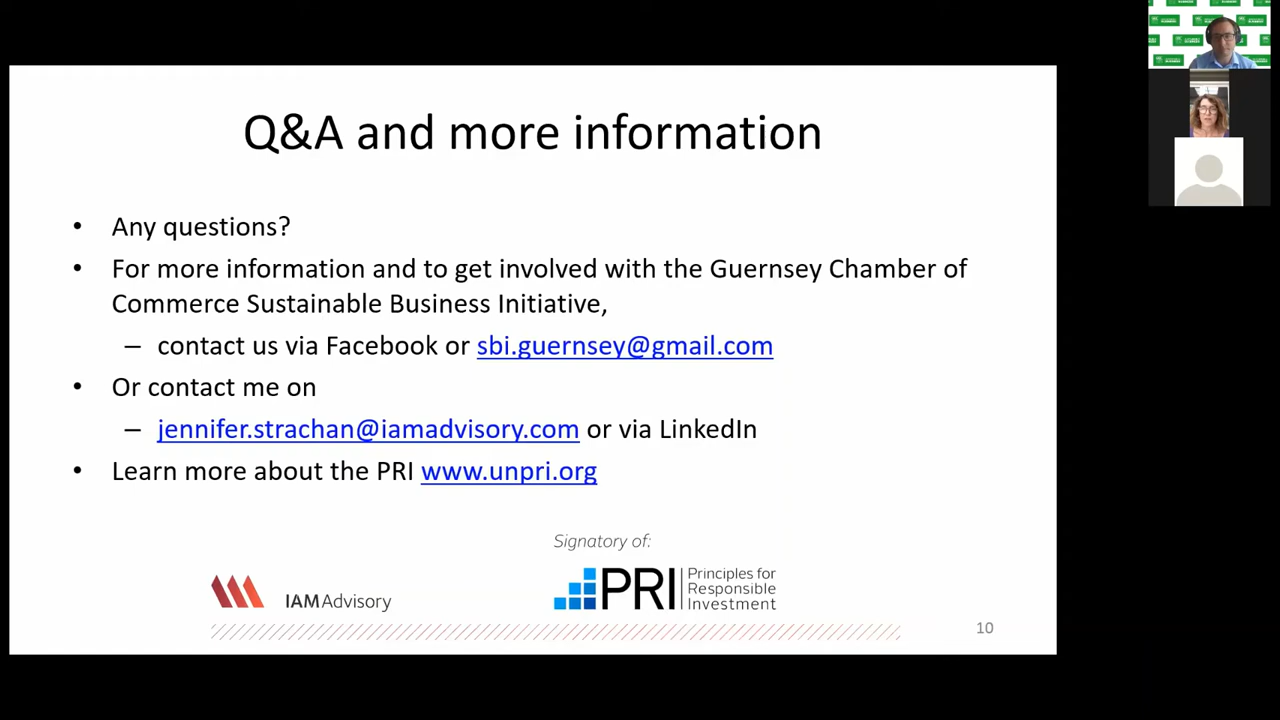 Q&A and more information
• Any questions?
• For more information and to get involved with the Guernsey Chamber of
Commerce Sustainable Business Initiative,
– contact us via Facebook or sbi.guernsey@gmail.com
• Or contact me on
– jennifer.strachan@iamadvisory.com or via LinkedIn
• Learn more about the PRI www.unpri.org
Signatory of:
IAMAdvisory
PRI
Principles for
Responsible
Investment
10